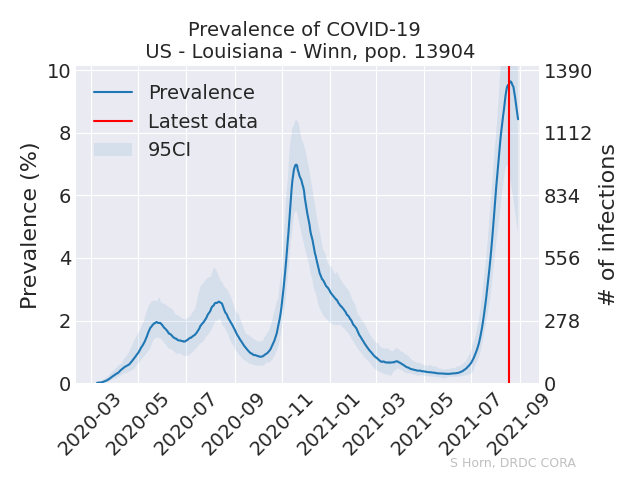 Prevalence of COVID-19
US - Louisiana - Winn, pop. 13904
Prevalence (%)
10
8
6
4
2
0
Prevalence
Latest data
95CI
1390
1112
834
556
278
0
# of infections
2020-03
2020-05
2020-07
2020-09
2020-11
2021-01
2021-03
2021-05
2021-07
2021-09
S Horn, DRDC CORA